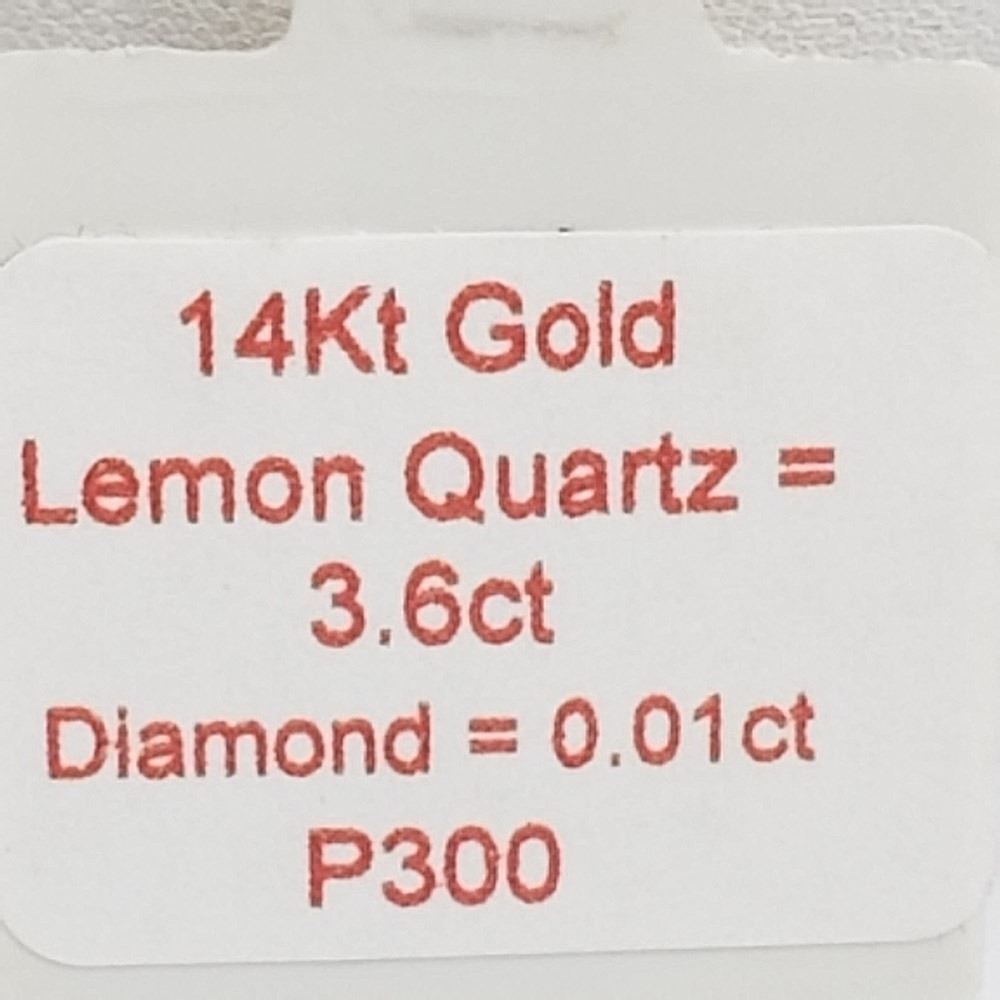 14Kt Gold
Lemon Quartz =
3.6ct
Diamond = 0.01ct
P300